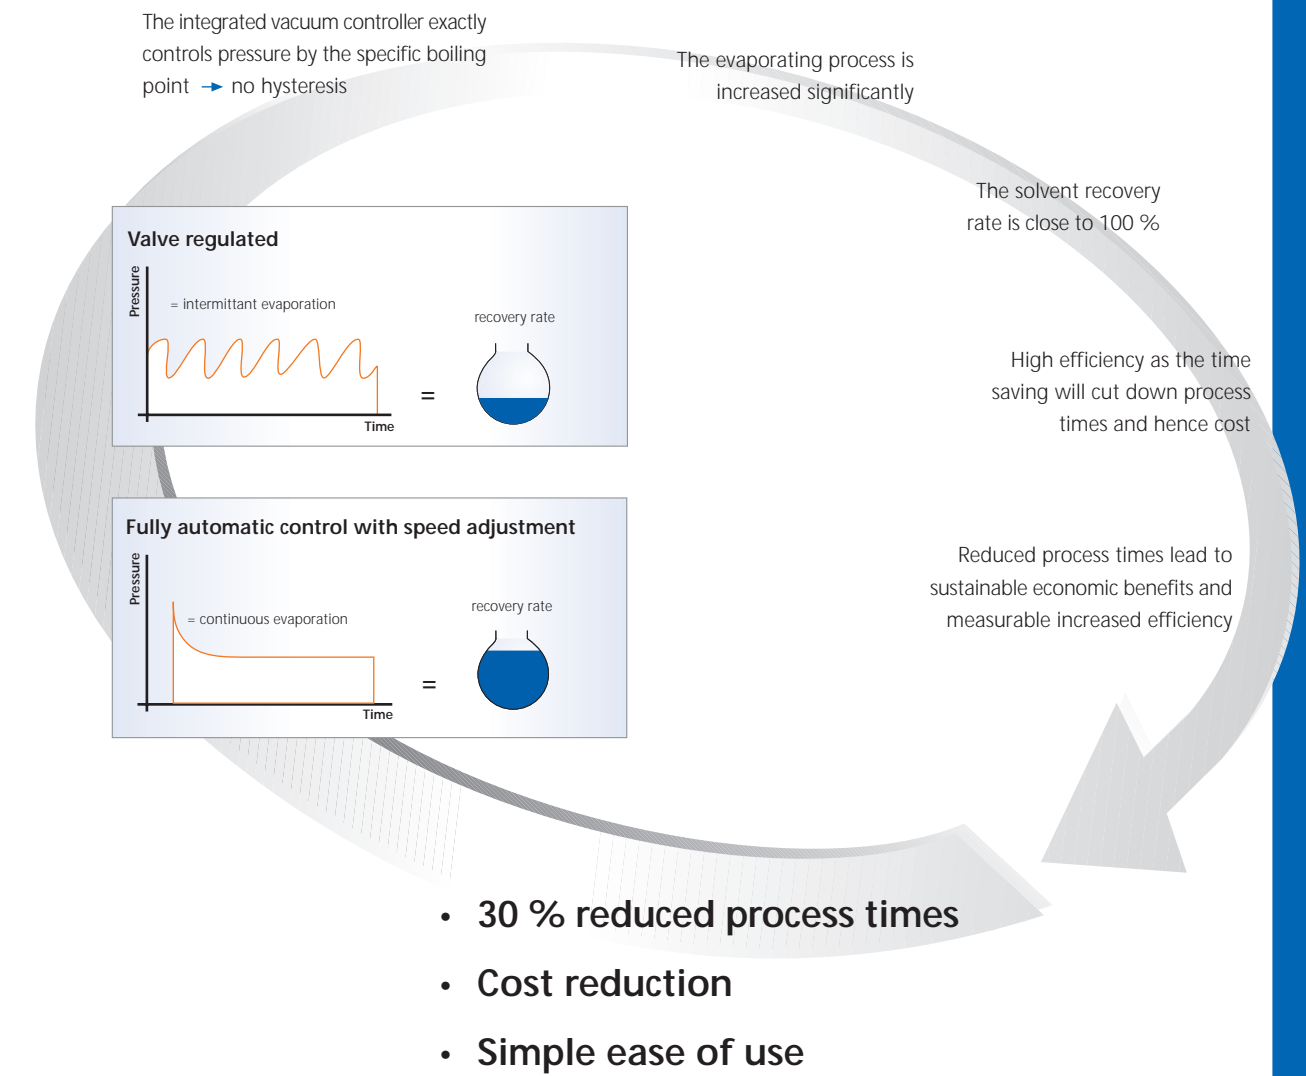 The integrated vacuum controller exactly
controls pressure by the specific boiling
point → no hysteresis
The evaporating process is
increased significantly
The solvent recovery
rate is close to 100 %
High efficiency as the time
saving will cut down process
times and hence cost
Reduced process times lead to
sustainable economic benefits and
measurable increased efficiency
Valve regulated
Pressure
= intermittant evaporation
recovery rate
=
Time
Fully automatic control with speed adjustment
Pressure
= continuous evaporation
recovery rate
=
Time
• 30 % reduced process times
• Cost reduction
• Simple ease of use